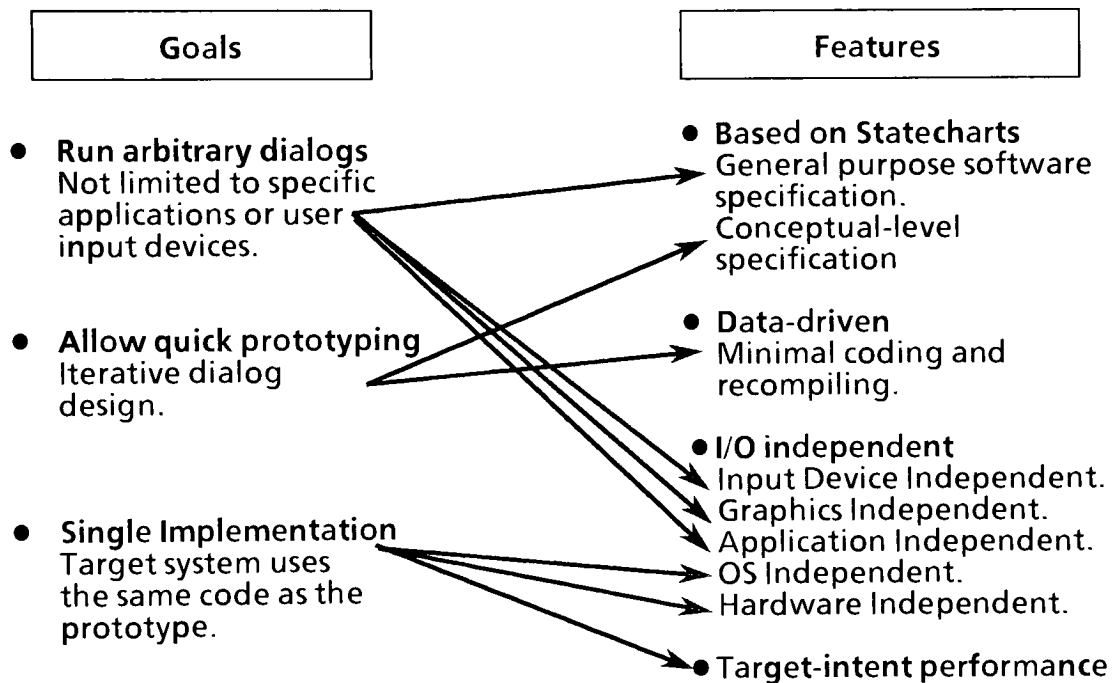 Goals
● Run arbitrary dialogs
Not limited to specific
applications or user
input devices.
● Allow quick prototyping
Iterative dialog
design.
● Single Implementation
Target system uses
the same code as the
prototype.
Features
● Based on Statecharts
General purpose software
specification.
Conceptual-level
specification
● Data-driven
Minimal coding and
recompiling.
● I/O independent
Input Device Independent.
Graphics Independent.
Application Independent.
OS Independent.
Hardware Independent.
● Target-intent performance